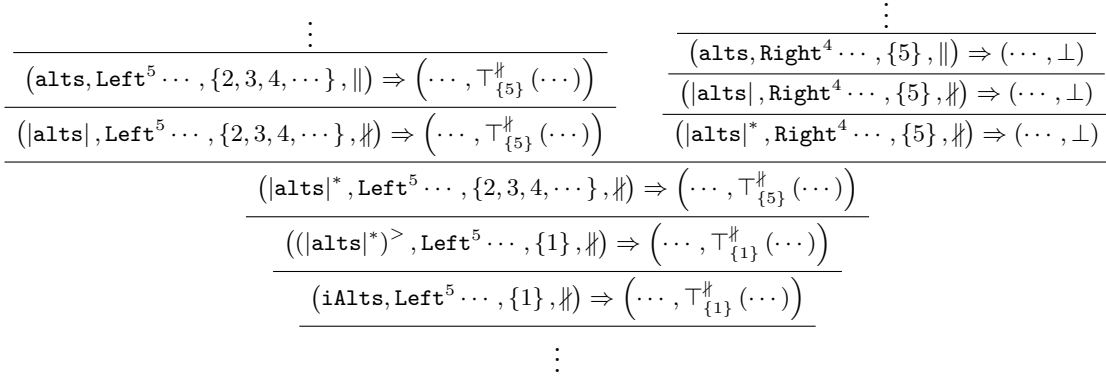 ⋮ ⋮
(alts, Left⁵ ⋯ , {2, 3, 4, ⋯} , ∥) ⇒ (⋯ , ⊤^∦_{5} (⋯)) (alts, Right⁴ ⋯ , {5} , ∥) ⇒ (⋯ , ⊥)
(|alts| , Left⁵ ⋯ , {2, 3, 4, ⋯} , ∦) ⇒ (⋯ , ⊤^∦_{5} (⋯)) (|alts| , Right⁴ ⋯ , {5} , ∦) ⇒ (⋯ , ⊥)
(|alts|* , Right⁴ ⋯ , {5} , ∦) ⇒ (⋯ , ⊥)
(|alts|* , Left⁵ ⋯ , {2, 3, 4, ⋯} , ∦) ⇒ (⋯ , ⊤^∦_{5} (⋯))
((|alts|*)^> , Left⁵ ⋯ , {1} , ∦) ⇒ (⋯ , ⊤^∦_{1} (⋯))
(iAlts, Left⁵ ⋯ , {1} , ∦) ⇒ (⋯ , ⊤^∦_{1} (⋯))
⋮